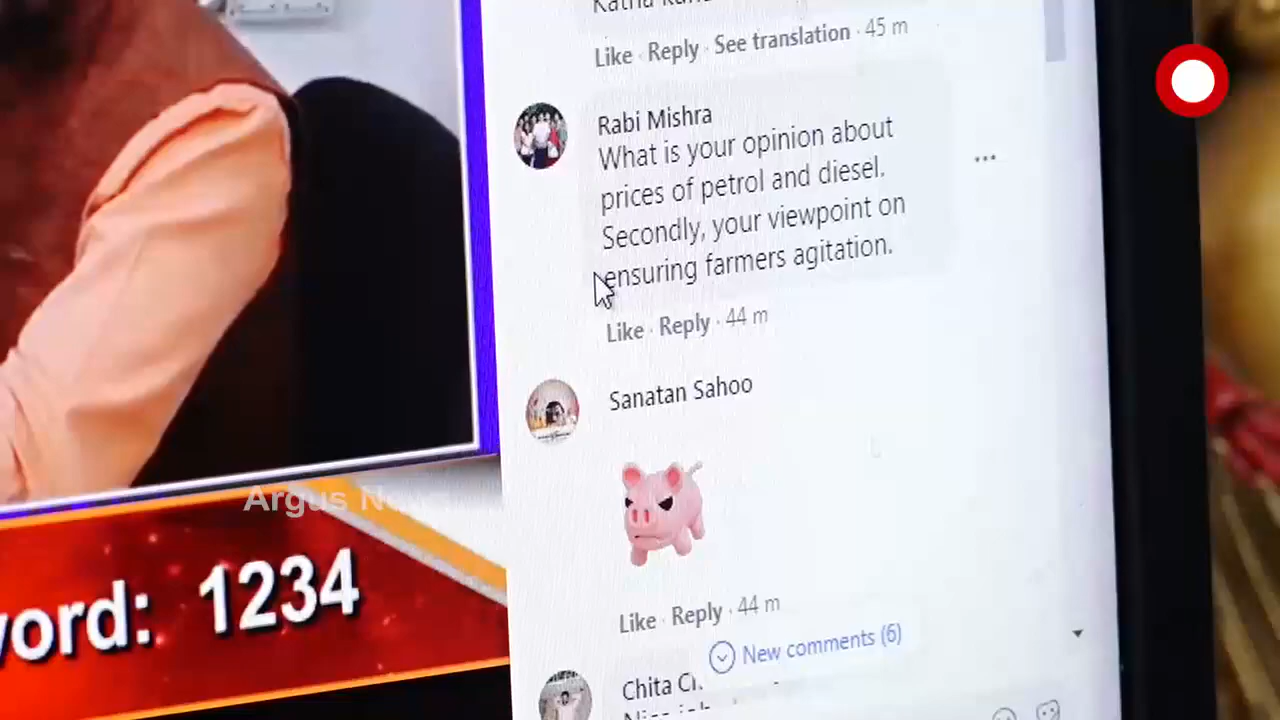 Like · Reply · See translation · 45 m
Rabi Mishra
What is your opinion about
prices of petrol and diesel.
Secondly, your viewpoint on
ensuring farmers agitation.
Like · Reply · 44 m
Sanatan Sahoo
Argus
word: 1234
Like · Reply · 44 m
New comments (6)
Chita